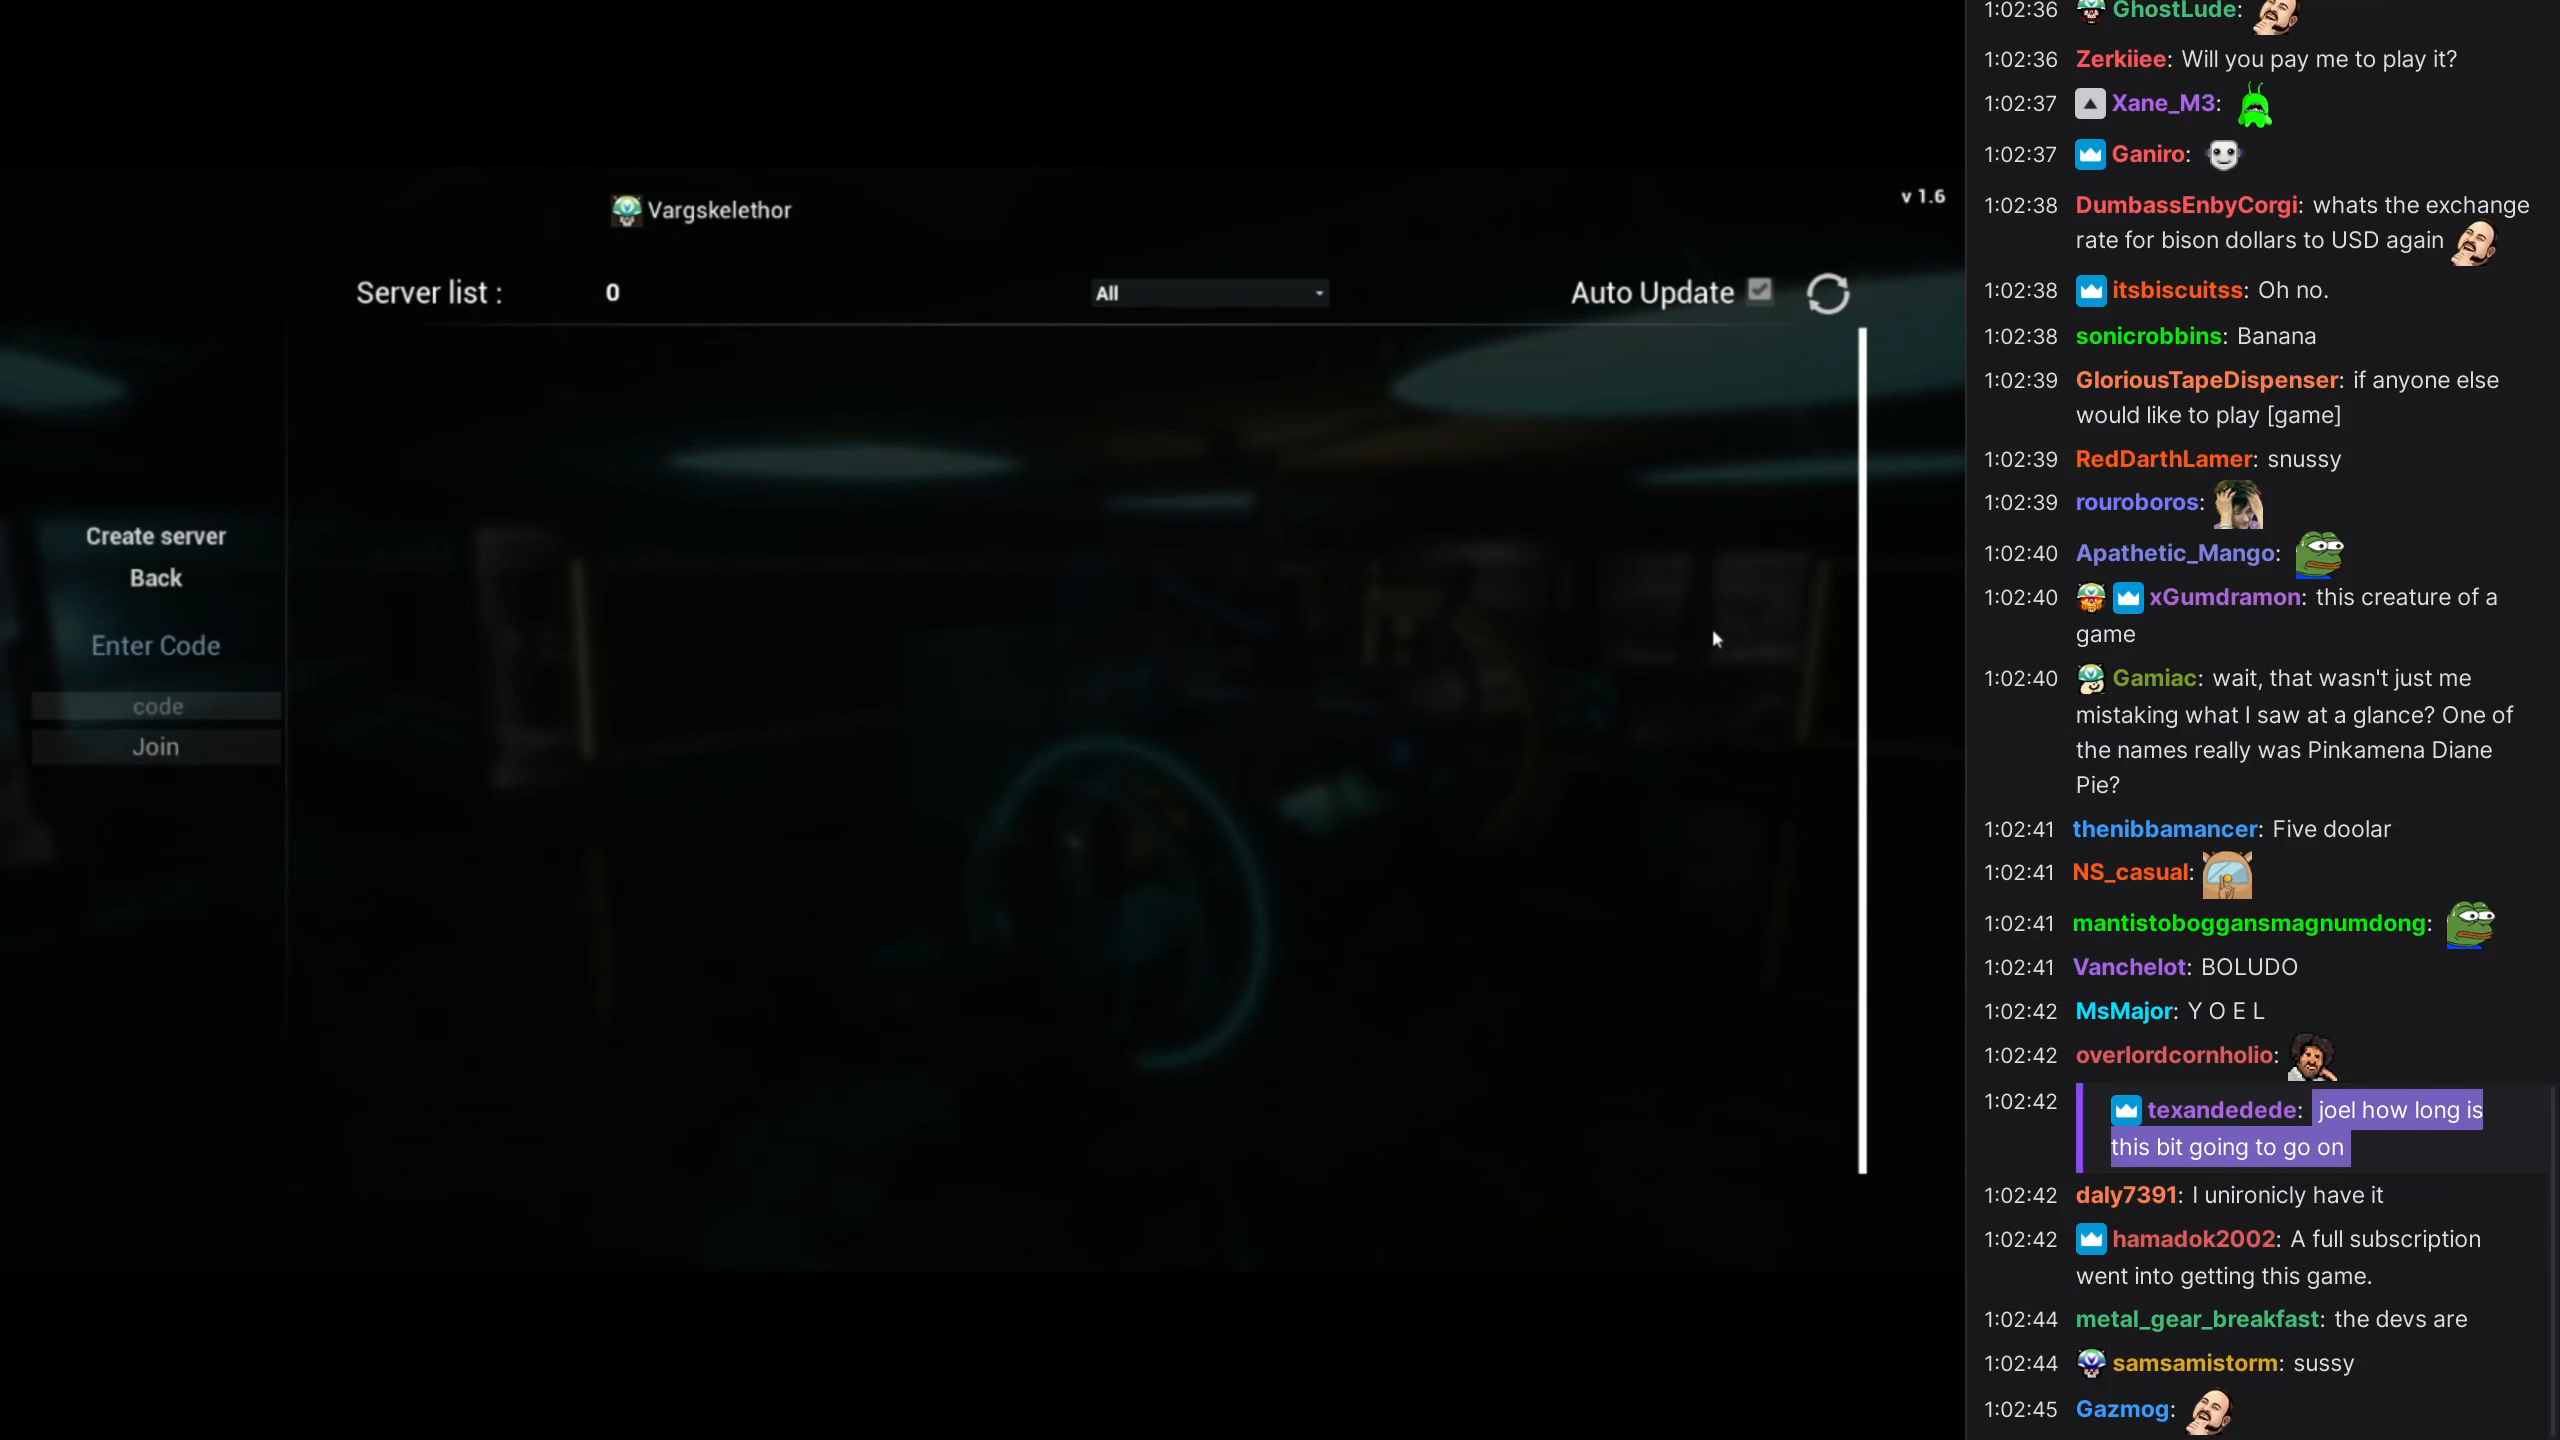 Vargskelethor
v 1.6
Server list :
0
All
Auto Update
Create server
Back
Enter Code
code
Join
1:02:36 GhostLude:
1:02:36 Zerkiiee: Will you pay me to play it?
1:02:37 Xane_M3:
1:02:37 Ganiro:
1:02:38 DumbassEnbyCorgi: whats the exchange
rate for bison dollars to USD again
1:02:38 itsbiscuitss: Oh no.
1:02:38 sonicrobbins: Banana
1:02:39 GloriousTapeDispenser: if anyone else
would like to play [game]
1:02:39 RedDarthLamer: snussy
1:02:39 rouroboros:
1:02:40 Apathetic_Mango:
1:02:40 xGumdramon: this creature of a
game
1:02:40 Gamiac: wait, that wasn't just me
mistaking what I saw at a glance? One of
the names really was Pinkamena Diane
Pie?
1:02:41 thenibbamancer: Five doolar
1:02:41 NS_casual:
1:02:41 mantistoboggansmagnumdong:
1:02:41 Vanchelot: BOLUDO
1:02:42 MsMajor: Y O E L
1:02:42 overlordcornholio:
1:02:42 texandedede: joel how long is
this bit going to go on
1:02:42 daly7391: I unironicly have it
1:02:42 hamadok2002: A full subscription
went into getting this game.
1:02:44 metal_gear_breakfast: the devs are
1:02:44 samsamistorm: sussy
1:02:45 Gazmog: